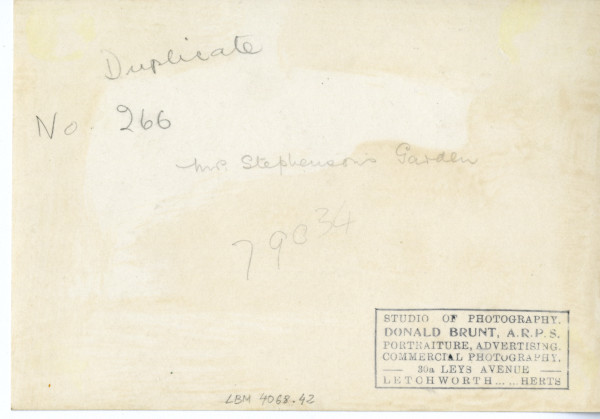 Duplicate
No. 266
Mr. Stephenson's Garden
79034
STUDIO OF PHOTOGRAPHY.
DONALD BRUNT, A.R.P.S.
PORTRAITURE, ADVERTISING.
COMMERCIAL PHOTOGRAPHY.
— 30a LEYS AVENUE —
LETCHWORTH ... ... HERTS
LBM 4068.42